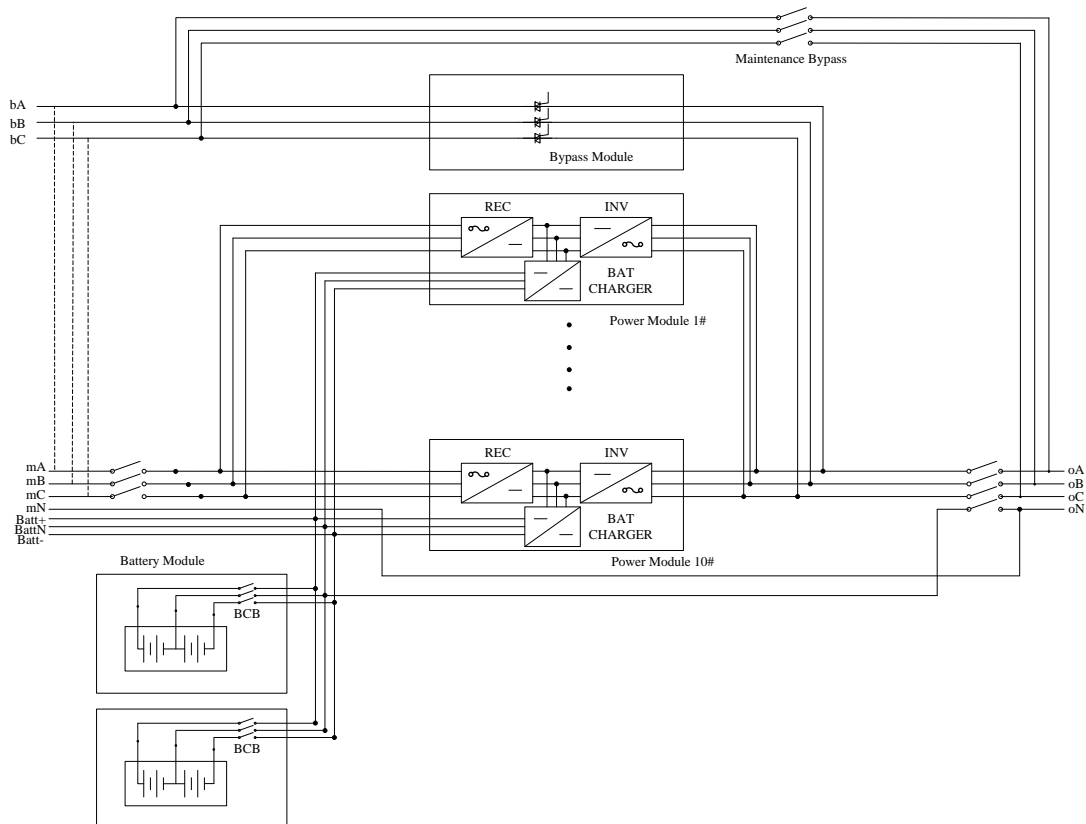 Maintenance Bypass
bA
bB
bC
Bypass Module
REC
INV
BAT
CHARGER
Power Module 1#
mA
mB
mC
mN
Batt+
BattN
Batt-
REC
INV
BAT
CHARGER
Power Module 10#
oA
oB
oC
oN
Battery Module
BCB
BCB